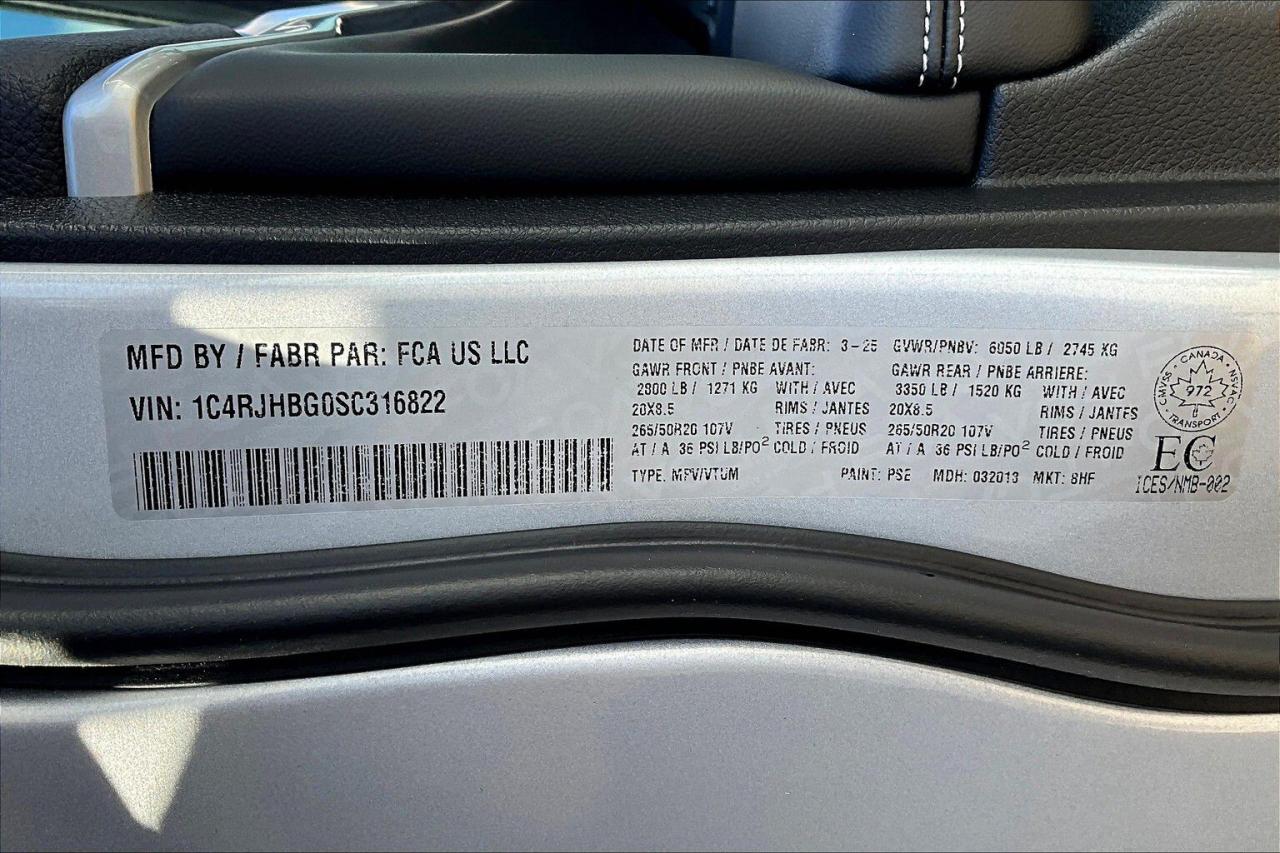 MFD BY / FABR PAR: FCA US LLC
VIN: 1C4RJHBG0SC316822
DATE OF MFR / DATE DE FABR: 3-25 GVWR/PNBV: 6050 LB / 2745 KG
GAWR FRONT / PNBE AVANT: GAWR REAR / PNBE ARRIERE:
2800 LB / 1271 KG WITH / AVEC 3350 LB / 1520 KG WITH / AVEC
20X8.5 RIMS / JANTES 20X8.5 RIMS / JANTES
265/50R20 107V TIRES / PNEUS 265/50R20 107V TIRES / PNEUS
AT / A 36 PSI LB/PO² COLD / FROID AT / A 36 PSI LB/PO² COLD / FROID
TYPE: MPV/VTUM PAINT: PSE MDH: 032013 MKT: 8HF
CANADA
CMVSS 972 NSVAC
TRANSPORT
EC
ICES/NMB-002